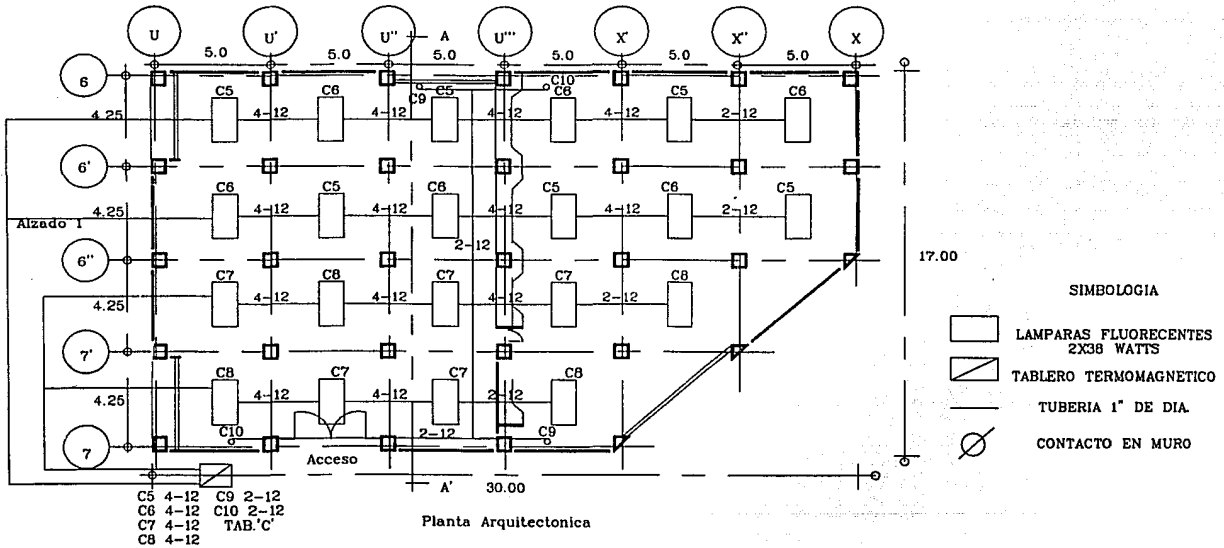 U U' U'' U''' X' X'' X
A
5.0 5.0 5.0 5.0 5.0 5.0
6
C10
C9
C5 C6 C5 C6 C5 C6
4.25 4-12 4-12 4-12 4-12 2-12
6'
C6 C5 C6 C5 C6 C5
4.25 4-12 4-12 4-12 4-12 2-12
Alzado 1
2-12
6''
17.00
C7 C8 C7 C7 C8
4.25 4-12 4-12 4-12 2-12
7'
C8 C7 C7 C8
4.25 4-12 4-12 2-12
C10 2-12 C9
7
Acceso
A' 30.00
C5 4-12 C9 2-12
C6 4-12 C10 2-12
C7 4-12 TAB.'C'
C8 4-12
Planta Arquitectonica
SIMBOLOGIA
LAMPARAS FLUORECENTES
2X38 WATTS
TABLERO TERMOMAGNETICO
TUBERIA 1" DE DIA.
CONTACTO EN MURO